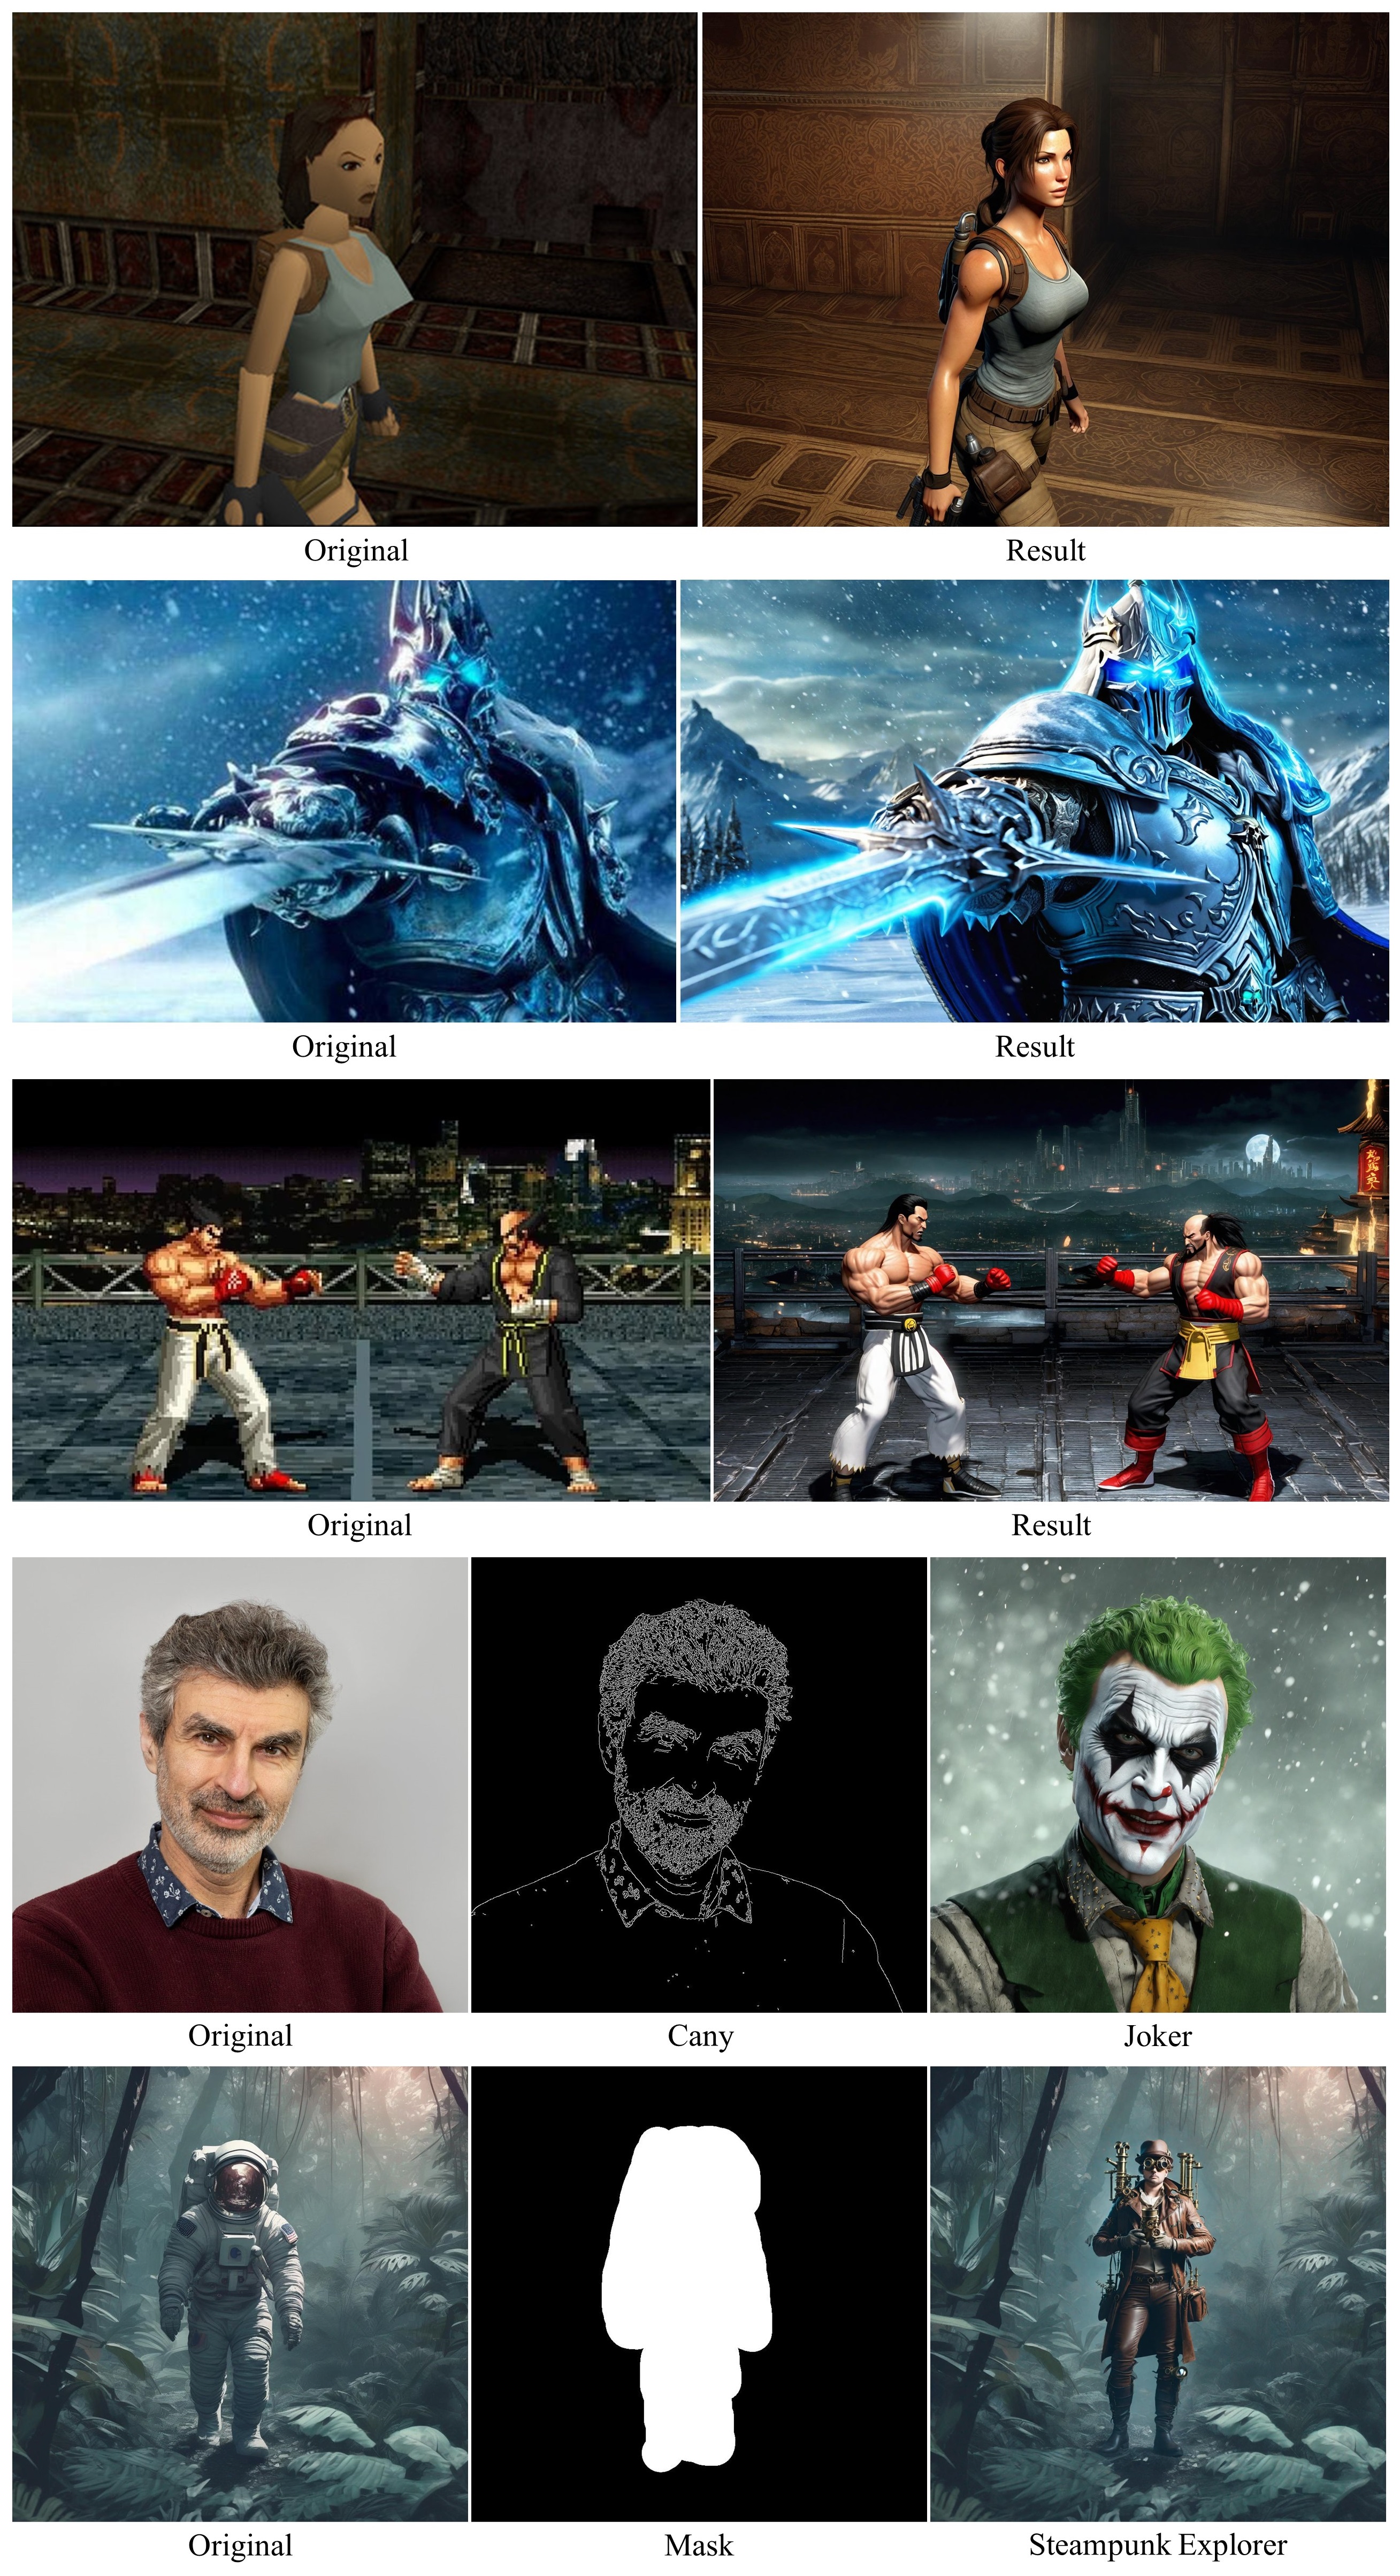 Original
Result
Original
Result
Original
Result
Original
Cany
Joker
Original
Mask
Steampunk Explorer